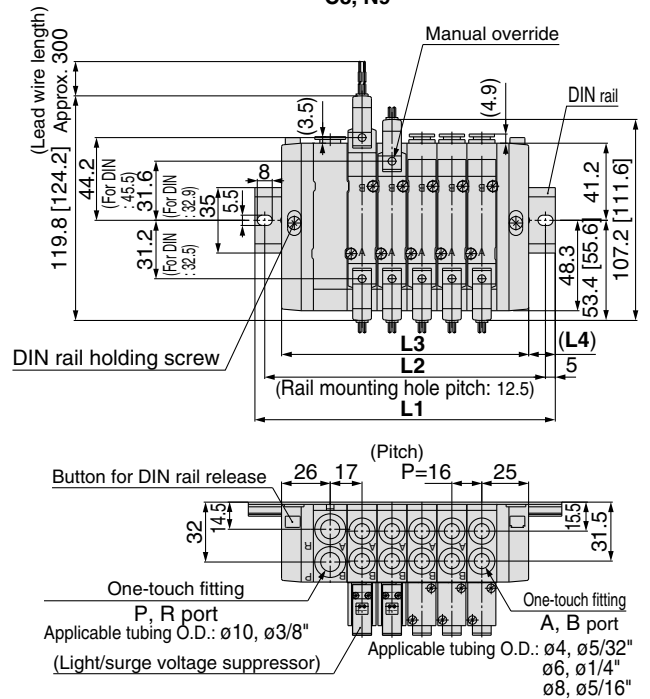 C8, N9
Manual override
(Lead wire length)
Approx. 300
(3.5)
(4.9)
DIN rail
119.8 [124.2]
44.2
(For DIN : 45.5)
31.6
(For DIN : 32.9)
8
35
5.5
31.2
(For DIN : 32.5)
B B B B B
A A A A A
41.2
48.3
53.4 [55.6]
107.2 [111.6]
DIN rail holding screw
L3
(L4)
L2
5
(Rail mounting hole pitch: 12.5)
L1
(Pitch)
Button for DIN rail release
26
17
P=16
25
32
14.5
15.5
31.5
R A A A A A
P B B B B B
One-touch fitting
P, R port
Applicable tubing O.D.: ø10, ø3/8"
(Light/surge voltage suppressor)
One-touch fitting
A, B port
Applicable tubing O.D.: ø4, ø5/32"
ø6, ø1/4"
ø8, ø5/16"